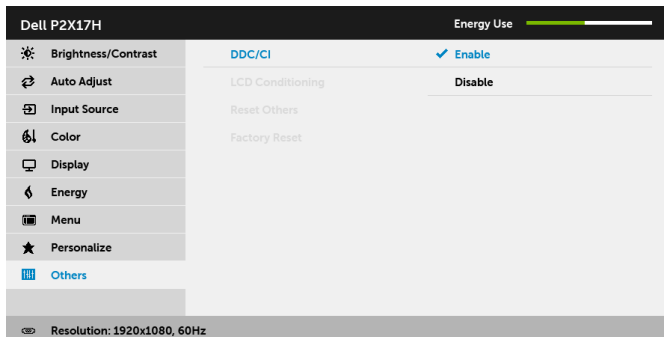 Dell P2X17H
Energy Use
Brightness/Contrast
DDC/CI
Enable
Auto Adjust
LCD Conditioning
Disable
Input Source
Reset Others
Color
Factory Reset
Display
Energy
Menu
Personalize
Others
Resolution: 1920x1080, 60Hz